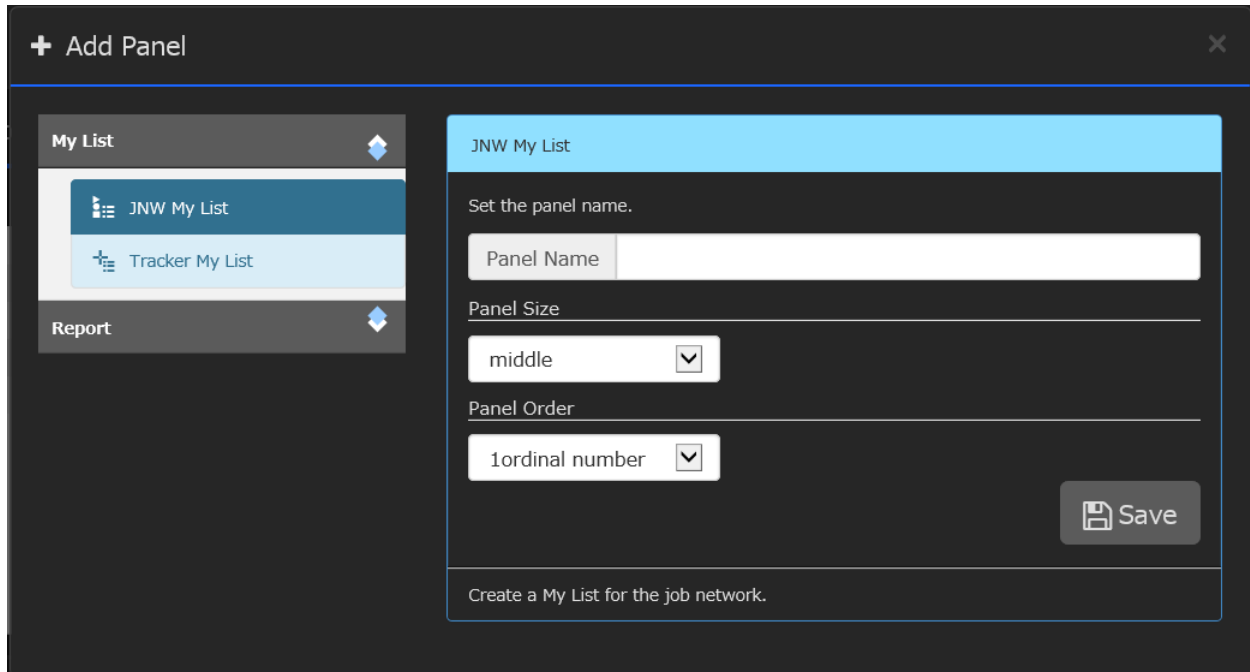 Add Panel
My List
JNW My List
Tracker My List
Report
JNW My List
Set the panel name.
Panel Name
Panel Size
middle
Panel Order
1ordinal number
Save
Create a My List for the job network.